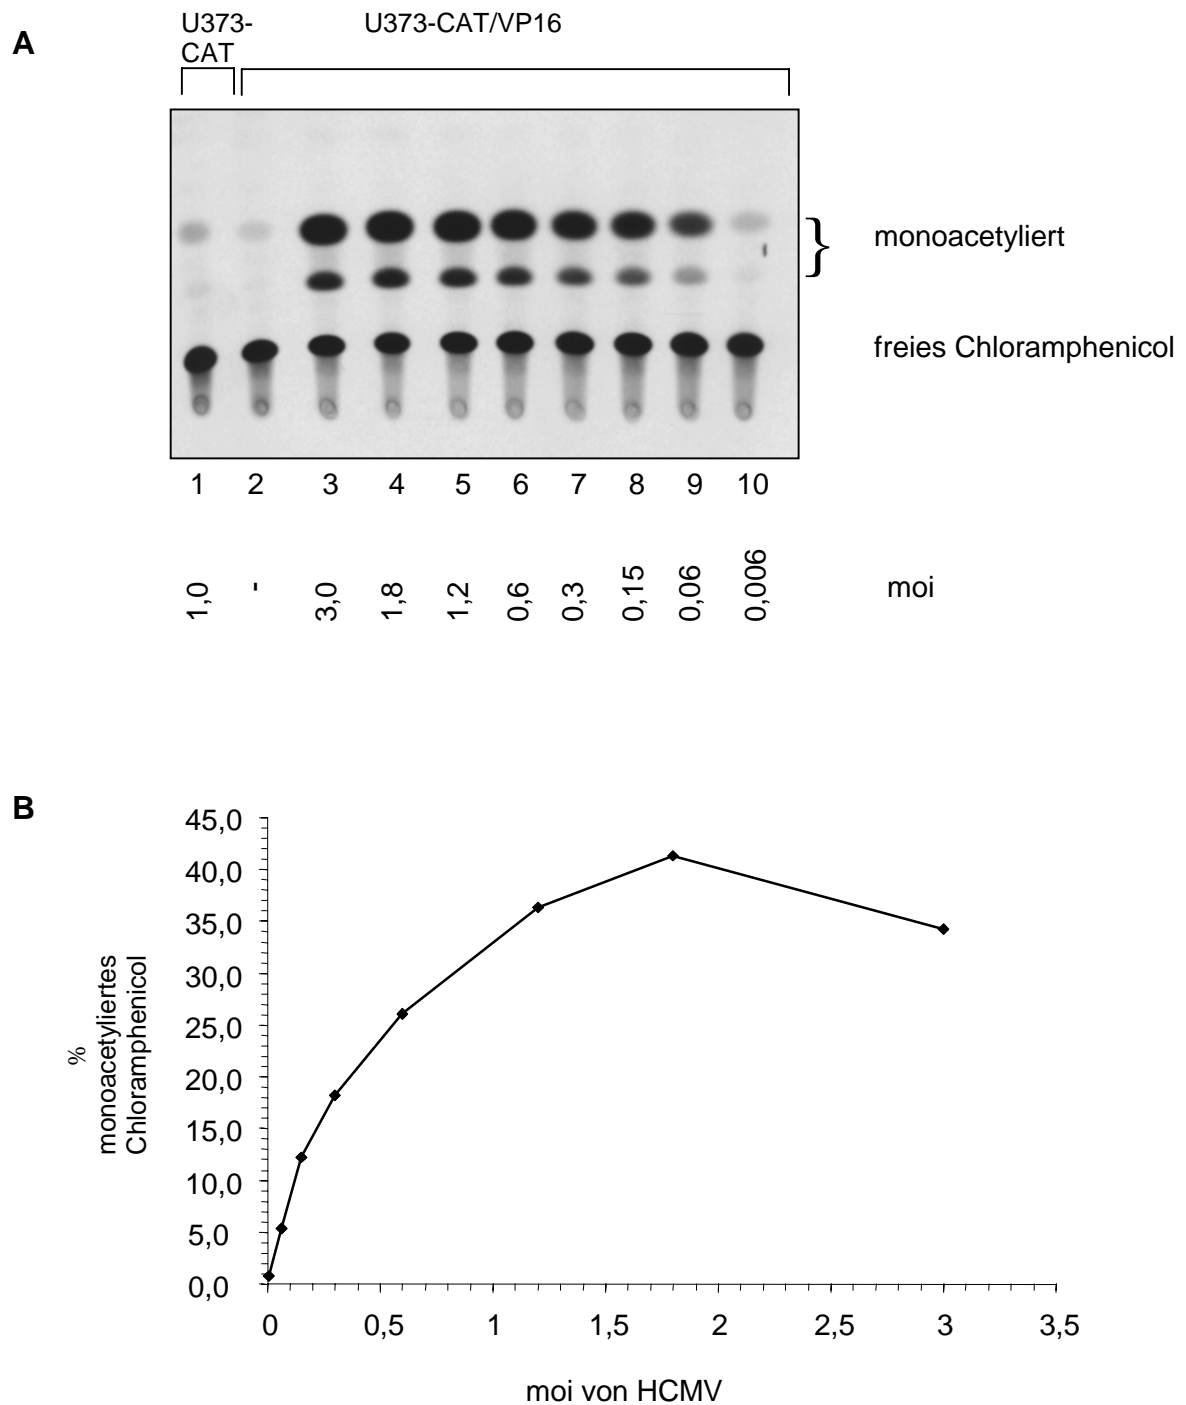 A
U373-
CAT
U373-CAT/VP16
monoacetyliert
freies Chloramphenicol
1 2 3 4 5 6 7 8 9 10
1,0 - 3,0 1,8 1,2 0,6 0,3 0,15 0,06 0,006 moi
B
45,0
40,0
35,0
30,0
25,0
20,0
15,0
10,0
5,0
0,0
%
monoacetyliertes
Chloramphenicol
0 0,5 1 1,5 2 2,5 3 3,5
moi von HCMV